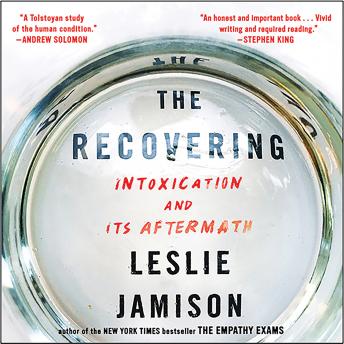 "A Tolstoyan study
of the human condition."
—ANDREW SOLOMON
"An honest and important book . . . Vivid
writing and required reading."
—STEPHEN KING
THE
RECOVERING
INTOXICATION
AND
ITS AFTERMATH
LESLIE
JAMISON
author of the NEW YORK TIMES bestseller THE EMPATHY EXAMS